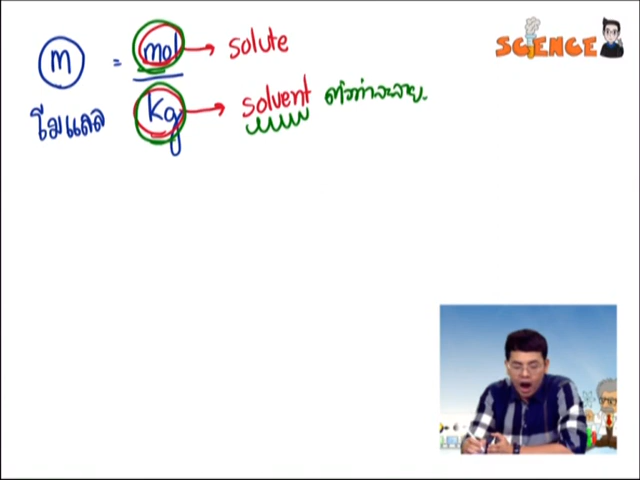 SCIENCE
m = mol → solute
โมแลล kg → solvent ตัวทำละลาย